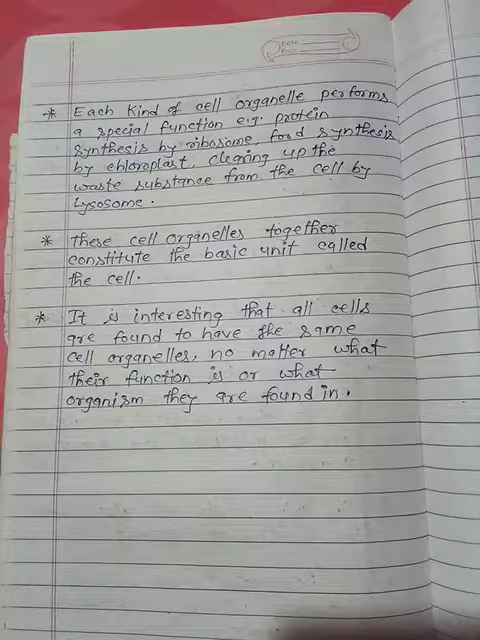 Date
Page
* Each kind of cell organelle performs
a special function e.g. protein
synthesis by ribosome, food synthesis
by chloroplast, clearing up the
waste substance from the cell by
lysosome.
* These cell organelles together
constitute the basic unit called
the cell.
* It is interesting that all cells
are found to have the same
cell organelles, no matter what
their function is or what
organism they are found in.